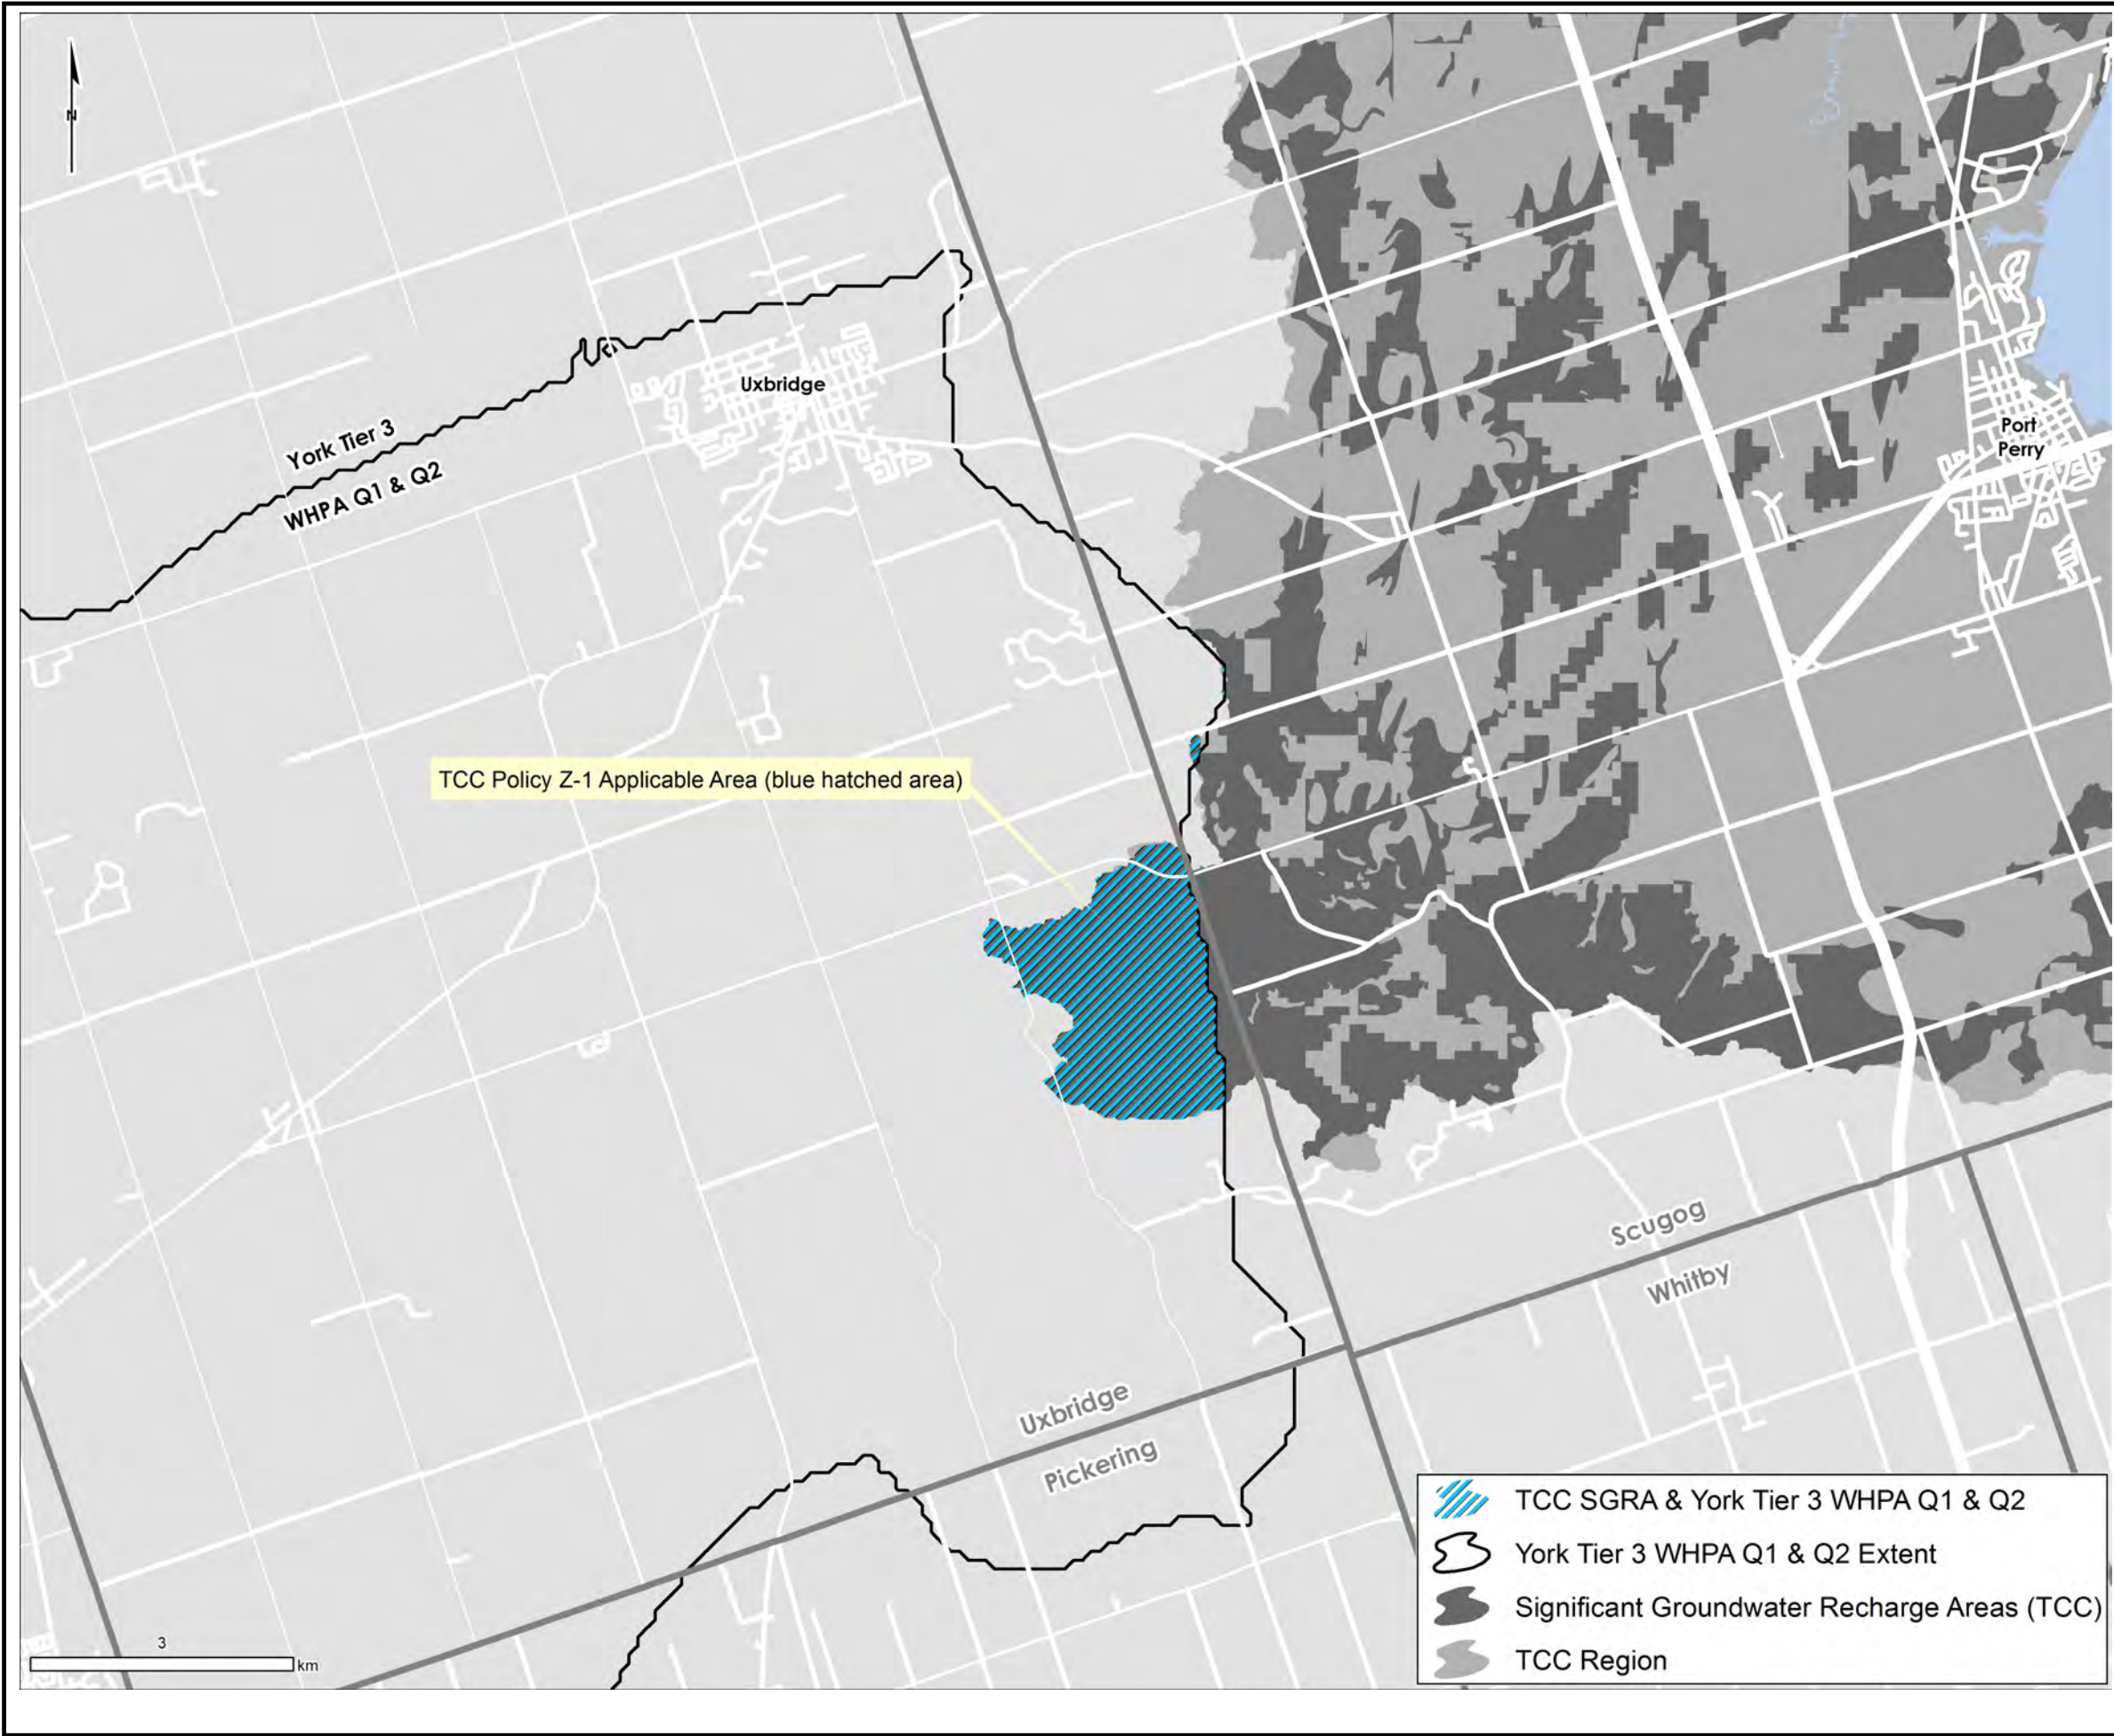 N
Uxbridge
York Tier 3
WHPA Q1 & Q2
Port
Perry
TCC Policy Z-1 Applicable Area (blue hatched area)
Scugog
Whitby
Uxbridge
Pickering
TCC SGRA & York Tier 3 WHPA Q1 & Q2
York Tier 3 WHPA Q1 & Q2 Extent
Significant Groundwater Recharge Areas (TCC)
TCC Region
3
km